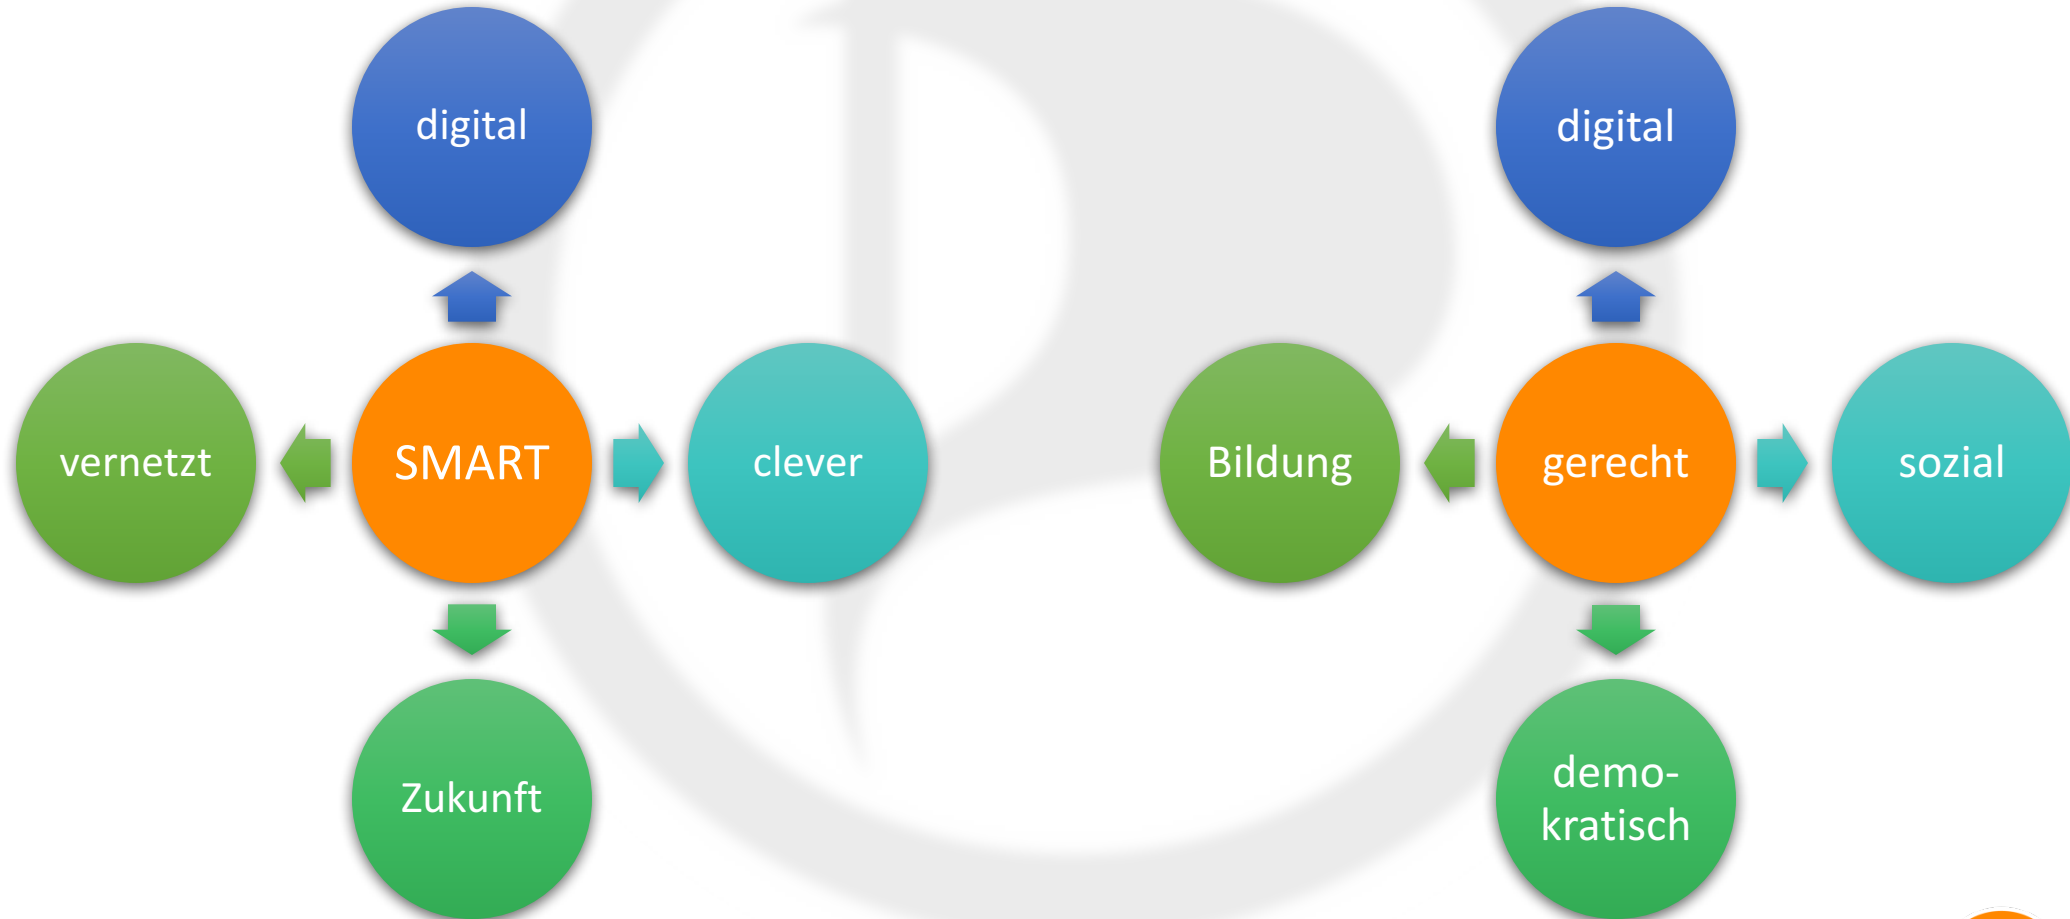 digital
vernetzt
SMART
clever
Zukunft
digital
Bildung
gerecht
sozial
demo-
kratisch